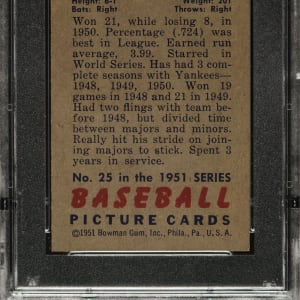 Height: 6-1 Weight: 201
Bats: Right Throws: Right
Won 21, while losing 8, in
1950. Percentage (.724) was
best in League. Earned run
average, 3.99. Starred in
World Series. Has had 3 com-
plete seasons with Yankees—
1948, 1949, 1950. Won 19
games in 1948 and 21 in 1949.
Had two flings with team be-
fore 1948, but divided time
between majors and minors.
Really hit his stride on join-
ing majors to stick. Spent 3
years in service.
No. 25 in the 1951 SERIES
BASEBALL
PICTURE CARDS
©1951 Bowman Gum, Inc., Phila., Pa., U. S. A.